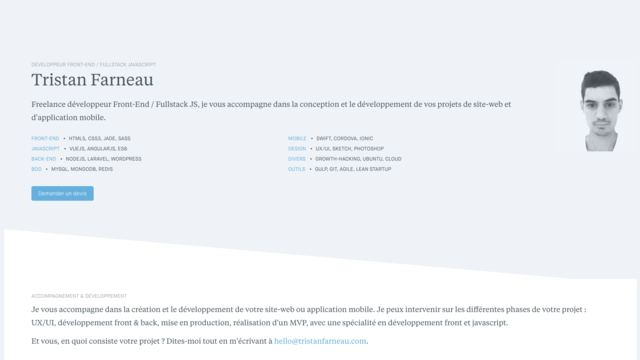 DÉVELOPPEUR FRONT-END / FULLSTACK JAVASCRIPT
Tristan Farneau
Freelance développeur Front-End / Fullstack JS, je vous accompagne dans la conception et le développement de vos projets de site-web et
d'application mobile.
FRONT-END • HTML5, CSS3, JADE, SASS
JAVASCRIPT • VUEJS, ANGULARJS, ES6
BACK-END • NODEJS, LARAVEL, WORDPRESS
BDD • MYSQL, MONGODB, REDIS
MOBILE • SWIFT, CORDOVA, IONIC
DESIGN • UX/UI, SKETCH, PHOTOSHOP
DIVERS • GROWTH-HACKING, UBUNTU, CLOUD
OUTILS • GULP, GIT, AGILE, LEAN STARTUP
Demander un devis
ACCOMPAGNEMENT & DÉVELOPPEMENT
Je vous accompagne dans la création et le développement de votre site-web ou application mobile. Je peux intervenir sur les différentes phases de votre projet :
UX/UI, développement front & back, mise en production, réalisation d'un MVP, avec une spécialité en développement front et javascript.
Et vous, en quoi consiste votre projet ? Dites-moi tout en m'écrivant à hello@tristanfarneau.com.